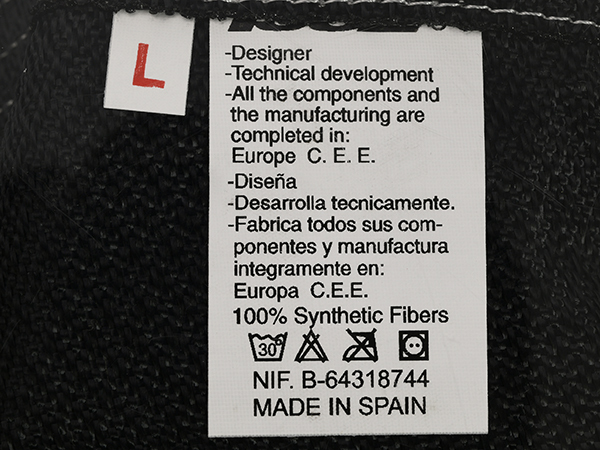 L
-Designer
-Technical development
-All the components and
the manufacturing are
completed in:
Europe C. E. E.
-Diseña
-Desarrolla tecnicamente.
-Fabrica todos sus com-
ponentes y manufactura
integramente en:
Europa C.E.E.
100% Synthetic Fibers
30°
NIF. B-64318744
MADE IN SPAIN